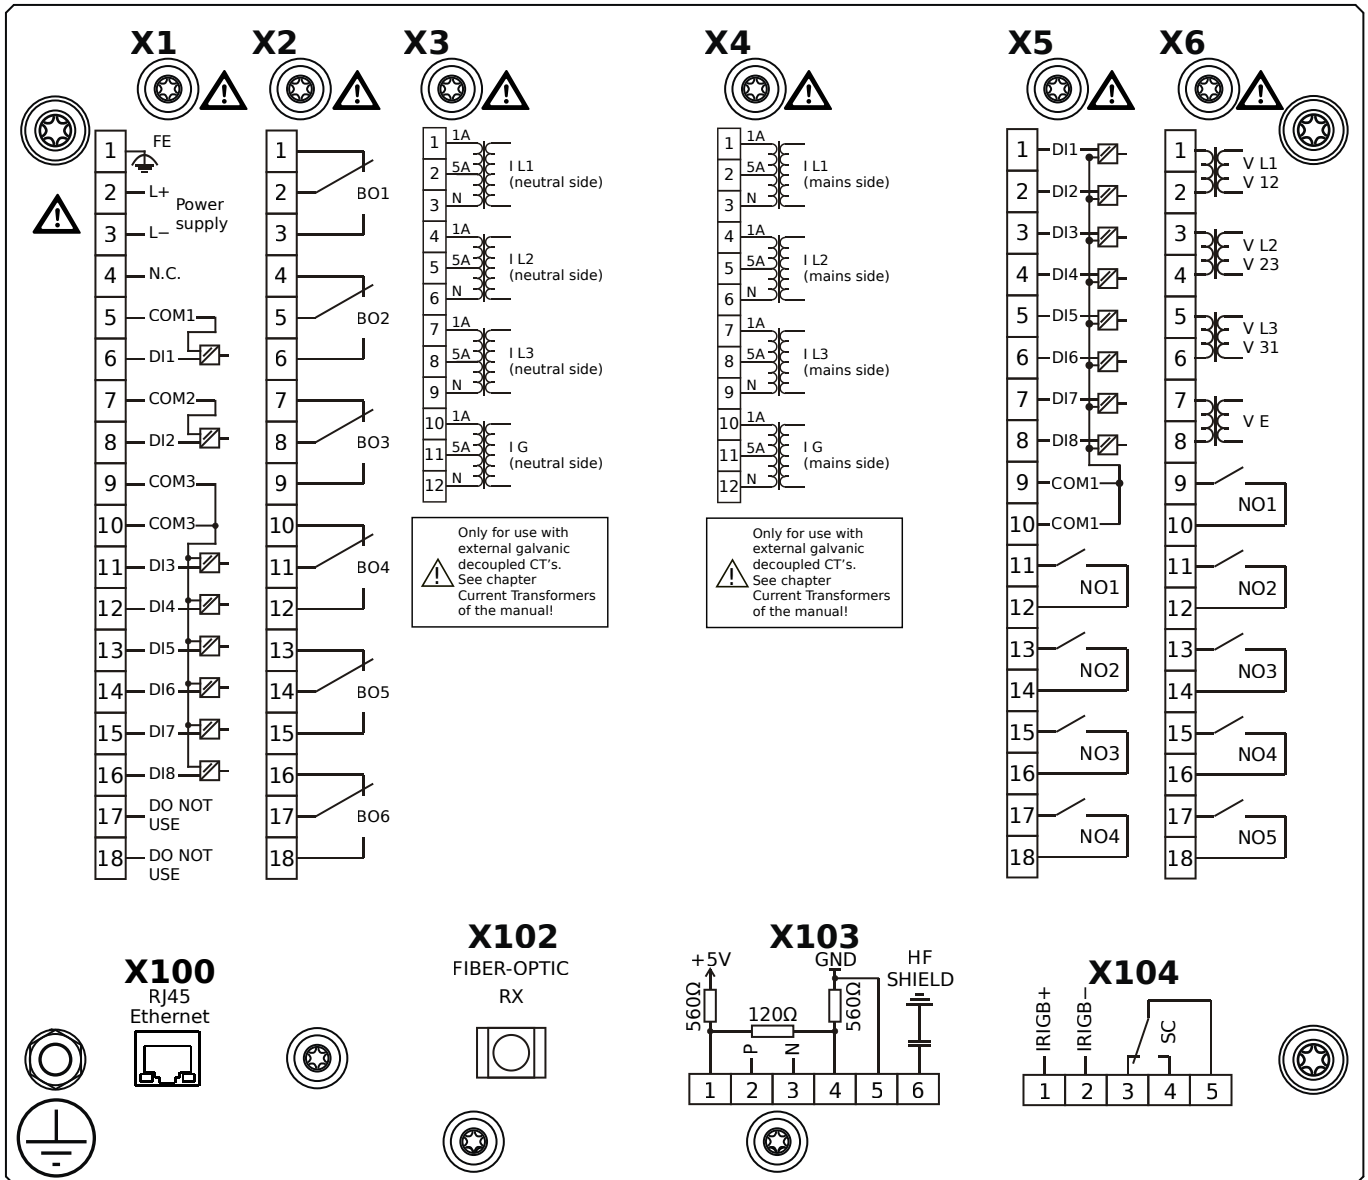 X1
X2
X3
X4
X5
X6
1
FE
2
L+
Power
supply
3
L−
4
N.C.
5
COM1
6
DI1
7
COM2
8
DI2
9
COM3
10
COM3
11
DI3
12
DI4
13
DI5
14
DI6
15
DI7
16
DI8
17
DO NOT
USE
18
DO NOT
USE
1
2
BO1
3
4
5
BO2
6
7
8
BO3
9
10
11
BO4
12
13
14
BO5
15
16
17
BO6
18
1
1A
2
5A
I L1
(neutral side)
3
N
4
1A
5
5A
I L2
(neutral side)
6
N
7
1A
8
5A
I L3
(neutral side)
9
N
10
1A
11
5A
I G
(neutral side)
12
N
Only for use with
external galvanic
decoupled CT’s.
See chapter
Current Transformers
of the manual!
1
1A
2
5A
I L1
(mains side)
3
N
4
1A
5
5A
I L2
(mains side)
6
N
7
1A
8
5A
I L3
(mains side)
9
N
10
1A
11
5A
I G
(mains side)
12
N
Only for use with
external galvanic
decoupled CT’s.
See chapter
Current Transformers
of the manual!
1
DI1
2
DI2
3
DI3
4
DI4
5
DI5
6
DI6
7
DI7
8
DI8
9
COM1
10
COM1
11
NO1
12
13
NO2
14
15
NO3
16
17
NO4
18
1
V L1
V 12
2
3
V L2
V 23
4
5
V L3
V 31
6
7
V E
8
9
NO1
10
11
NO2
12
13
NO3
14
15
NO4
16
17
NO5
18
X100
RJ45
Ethernet
X102
FIBER-OPTIC
RX
X103
+5V
GND
HF
SHIELD
560Ω
120Ω
560Ω
P
N
1 2 3 4 5 6
X104
IRIGB+
IRIGB−
SC
1 2 3 4 5